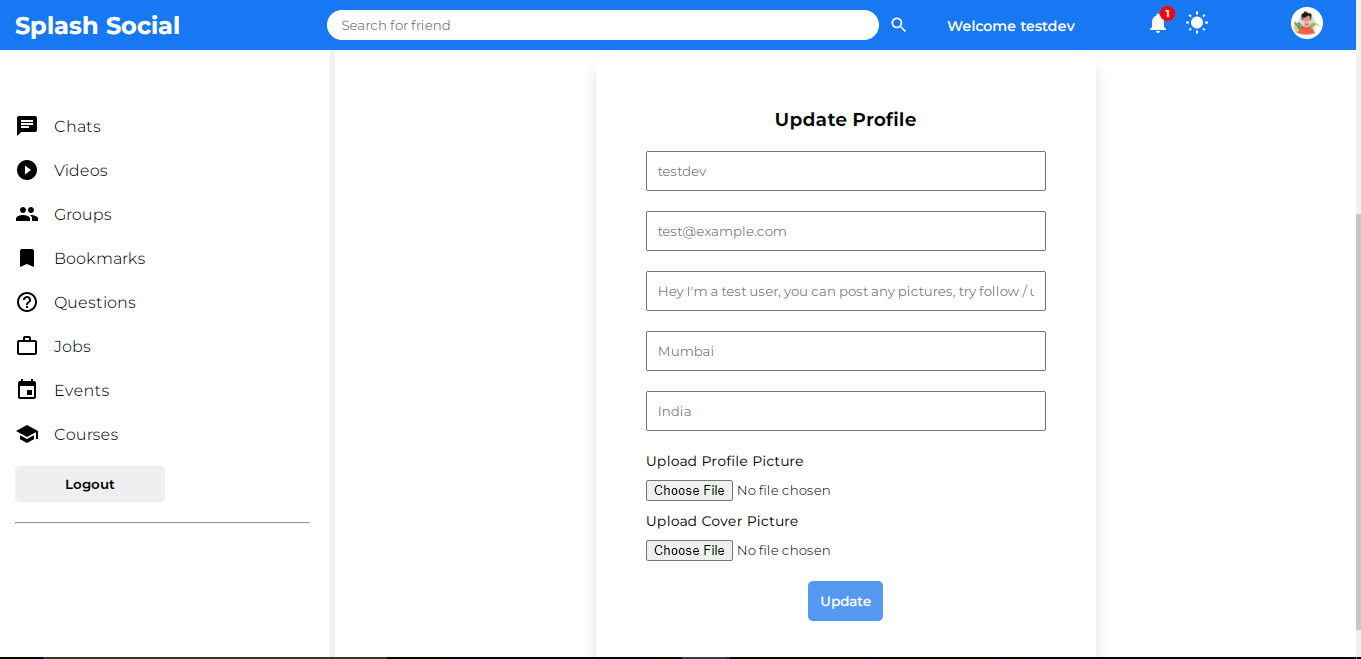 Splash Social
Search for friend
Welcome testdev
1
Chats
Videos
Groups
Bookmarks
Questions
Jobs
Events
Courses
Logout
Update Profile
testdev
test@example.com
Hey I'm a test user, you can post any pictures, try follow / u
Mumbai
India
Upload Profile Picture
Choose File No file chosen
Upload Cover Picture
Choose File No file chosen
Update